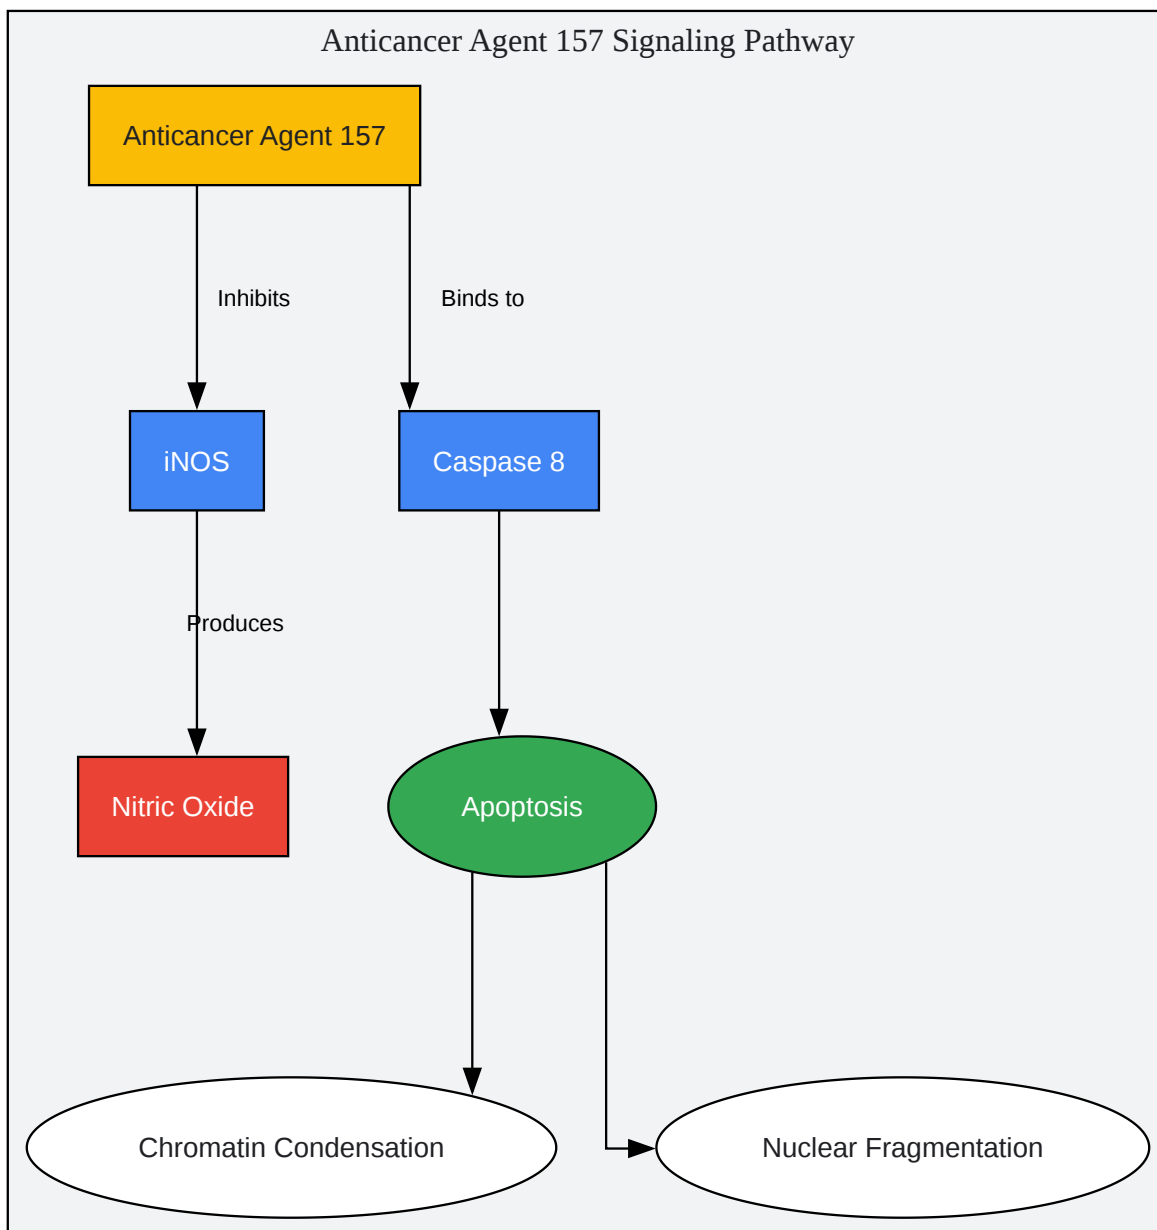 Anticancer Agent 157 Signaling Pathway
Anticancer Agent 157
Inhibits
Binds to
iNOS
Caspase 8
Produces
Nitric Oxide
Apoptosis
Chromatin Condensation
Nuclear Fragmentation